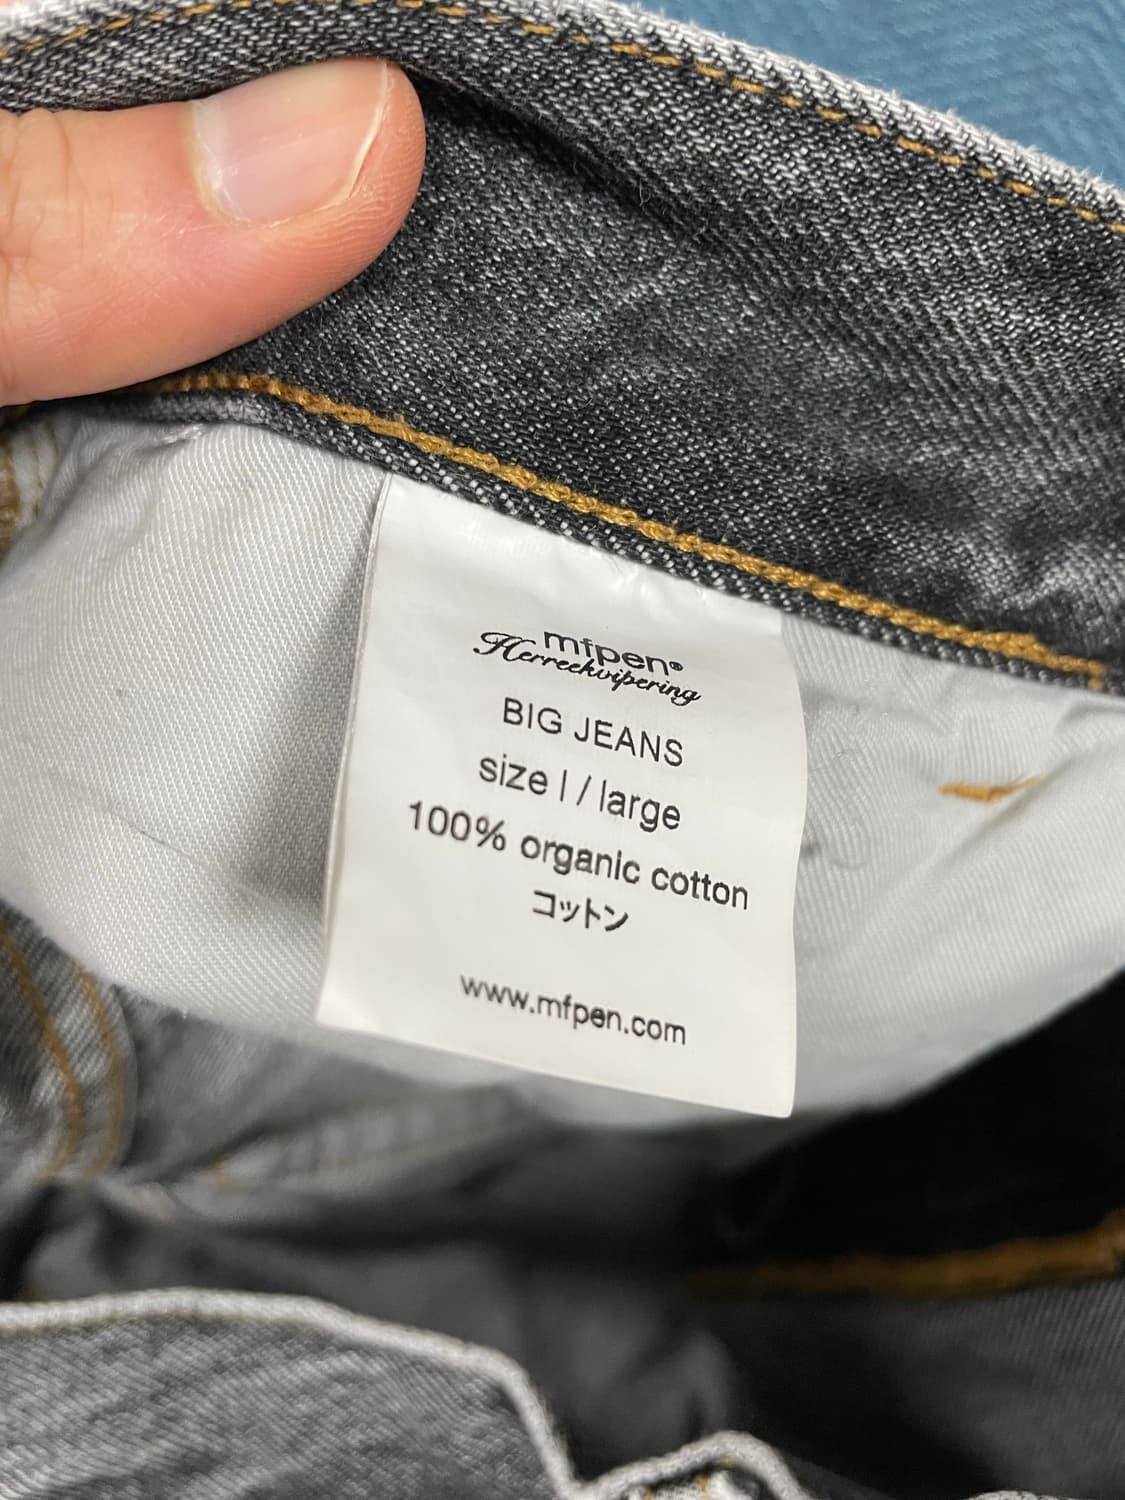 mfpen®
Herreekvipering
BIG JEANS
size l / large
100% organic cotton
コットン
www.mfpen.com